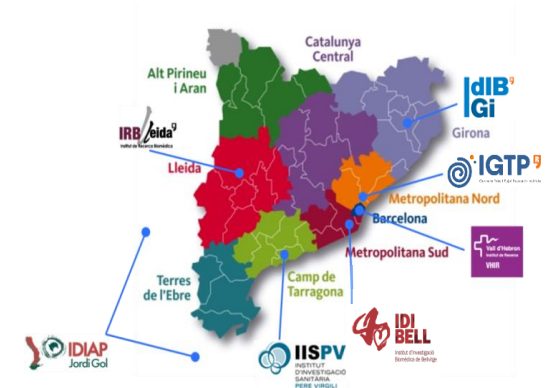 Catalunya
Central
Alt Pirineu
i Aran
IdIB
Gi
Girona
IRBLleida
Institut de Recerca Biomèdica
Lleida
IGTP
Metropolitana Nord
Barcelona
Metropolitana Sud
Vall d'Hebron
Institut de Recerca
VHIR
Terres
de l'Ebre
Camp de
Tarragona
IDIAP
Jordi Gol
IISPV
INSTITUT
D'INVESTIGACIÓ
SANITÀRIA
PERE VIRGILI
IDI
BELL
Institut d'Investigació
Biomèdica de Bellvitge